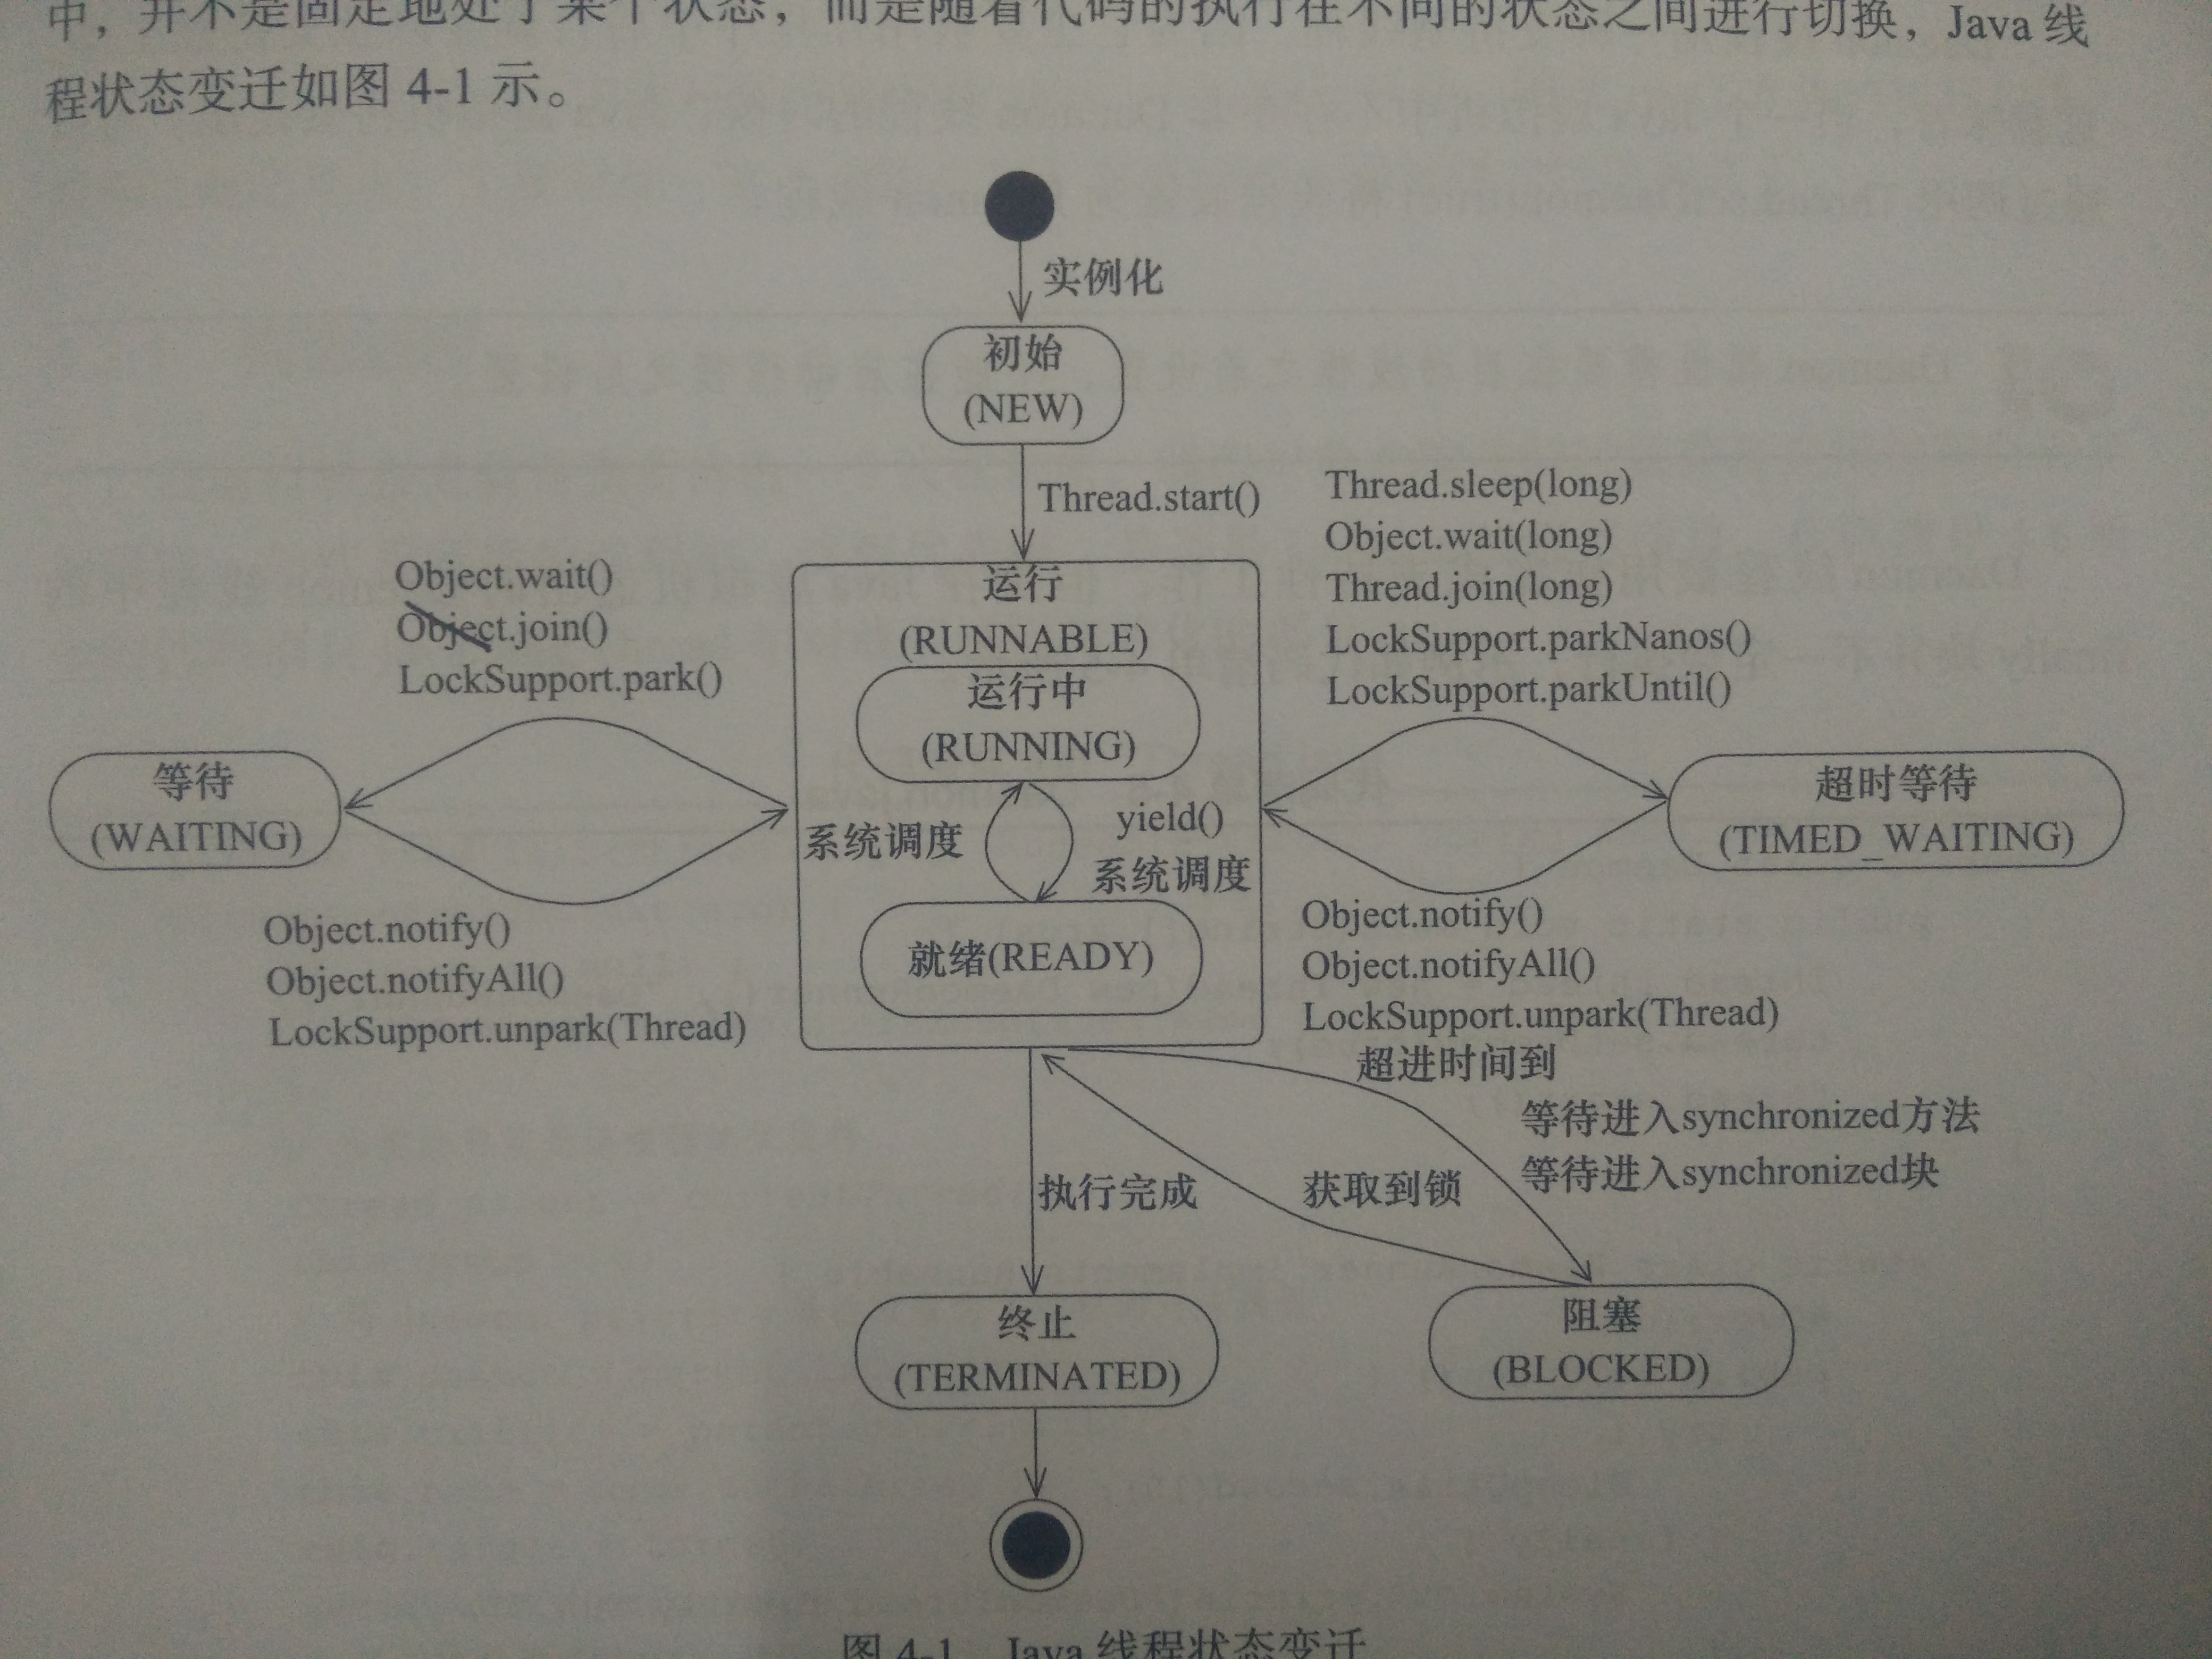 中，并不是固定地处于某个状态，而是随着代码的执行在不同的状态之间进行切换，Java 线
程状态变迁如图 4-1 示。
实例化
初始
(NEW)
Thread.start()
Thread.sleep(long)
Object.wait(long)
Thread.join(long)
LockSupport.parkNanos()
LockSupport.parkUntil()
Object.wait()
Object.join()
LockSupport.park()
运行
(RUNNABLE)
运行中
(RUNNING)
等待
(WAITING)
系统调度
yield()
系统调度
超时等待
(TIMED_WAITING)
就绪(READY)
Object.notify()
Object.notifyAll()
LockSupport.unpark(Thread)
Object.notify()
Object.notifyAll()
LockSupport.unpark(Thread)
超进时间到
等待进入synchronized方法
等待进入synchronized块
执行完成
获取到锁
终止
(TERMINATED)
阻塞
(BLOCKED)
图 4-1 Java 线程状态变迁